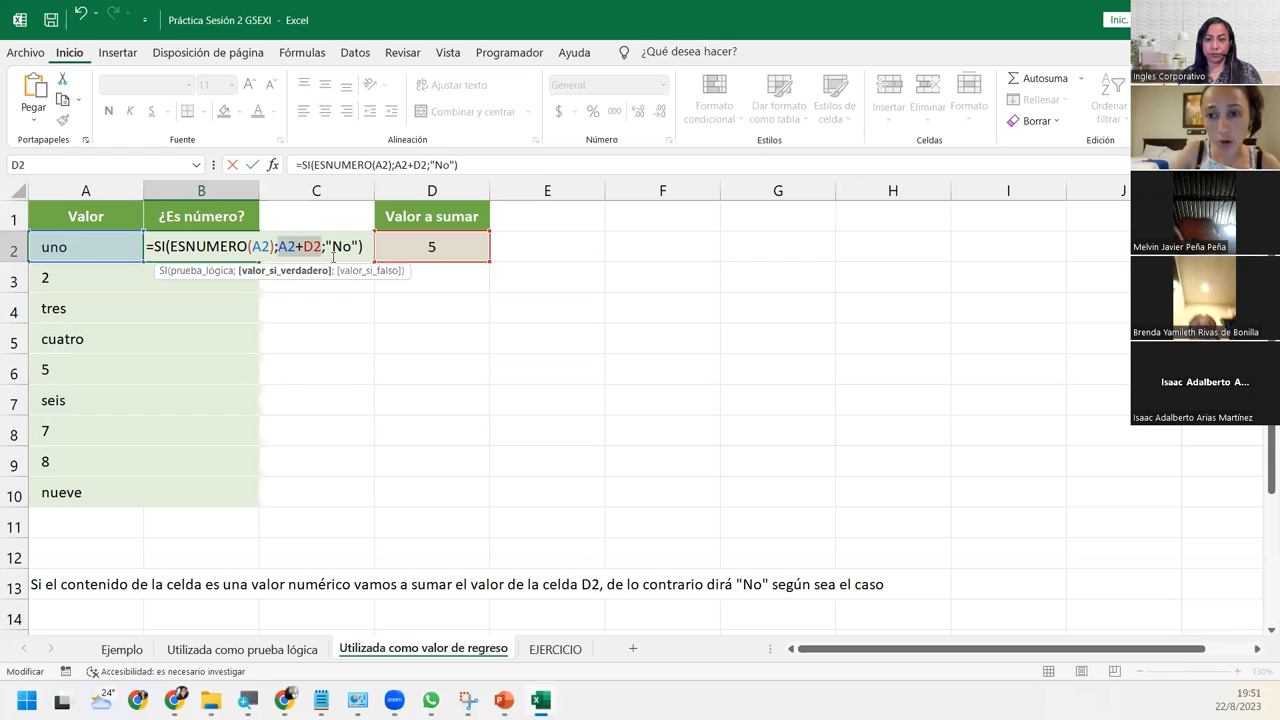 Práctica Sesión 2 G5EXI - Excel
Inic.
Archivo Inicio Insertar Disposición de página Fórmulas Datos Revisar Vista Ayuda ¿Qué desea hacer?
Pegar
11
N K S
Ajustar texto
Combinar y centrar
General
$ % 000
Formato condicional
Dar formato como tabla
Estilos de celda
Insertar Eliminar Formato
Autosuma
Rellenar
Borrar
Ordenar
Portapapeles Fuente Alineación Número Estilos Celdas Edición
D2 fx =SI(ESNUMERO(A2);A2+D2;"No")
A B C D E F G H I J
1 Valor ¿Es número? Valor a sumar
2 uno =SI(ESNUMERO(A2);A2+D2;"No") 5
SI(prueba_lógica; [valor_si_verdadero]; [valor_si_falso])
3 2
4 tres
5 cuatro
6 5
7 seis
8 7
9 8
10 nueve
11
12
13 Si el contenido de la celda es una valor numérico vamos a sumar el valor de la celda D2, de lo contrario dirá "No" según sea el caso
14
Ejemplo Utilizada como prueba lógica Utilizada como valor de regreso EJERCICIO
Modificar Accesibilidad: es necesario investigar 130%
24°
19:51
22/8/2023
Ingles Corporativo
Melvin Javier Peña Peña
Brenda Yamileth Rivas de Bonilla
Isaac Adalberto A...
Isaac Adalberto Arias Martínez